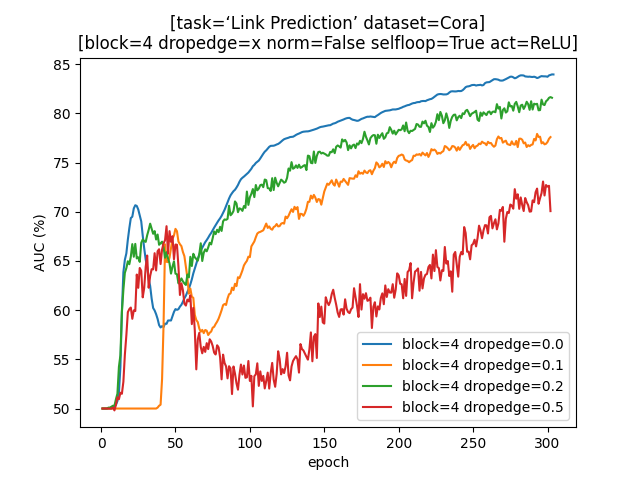 [task=‘Link Prediction’ dataset=Cora]
[block=4 dropedge=x norm=False selfloop=True act=ReLU]
85
80
75
70
65
60
55
50
AUC (%)
block=4 dropedge=0.0
block=4 dropedge=0.1
block=4 dropedge=0.2
block=4 dropedge=0.5
0 50 100 150 200 250 300
epoch